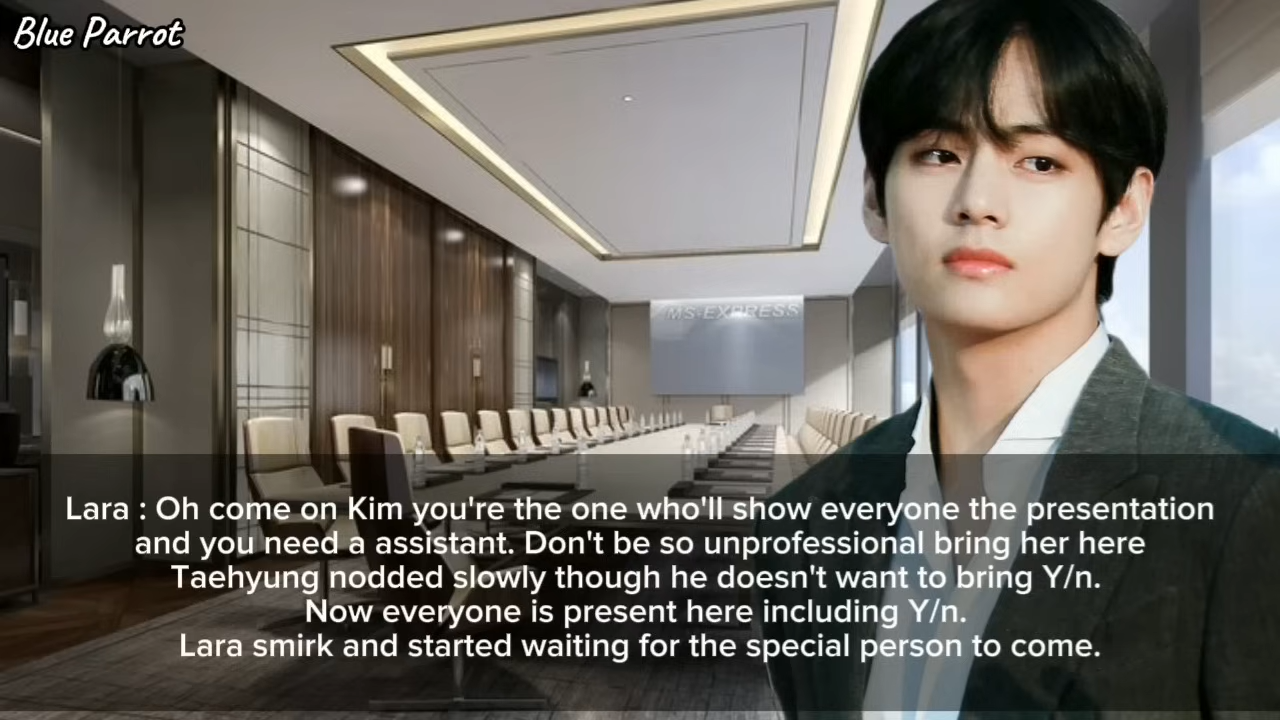 Blue Parrot
MS-EXPRESS
Lara : Oh come on Kim you're the one who'll show everyone the presentation
and you need a assistant. Don't be so unprofessional bring her here
Taehyung nodded slowly though he doesn't want to bring Y/n.
Now everyone is present here including Y/n.
Lara smirk and started waiting for the special person to come.